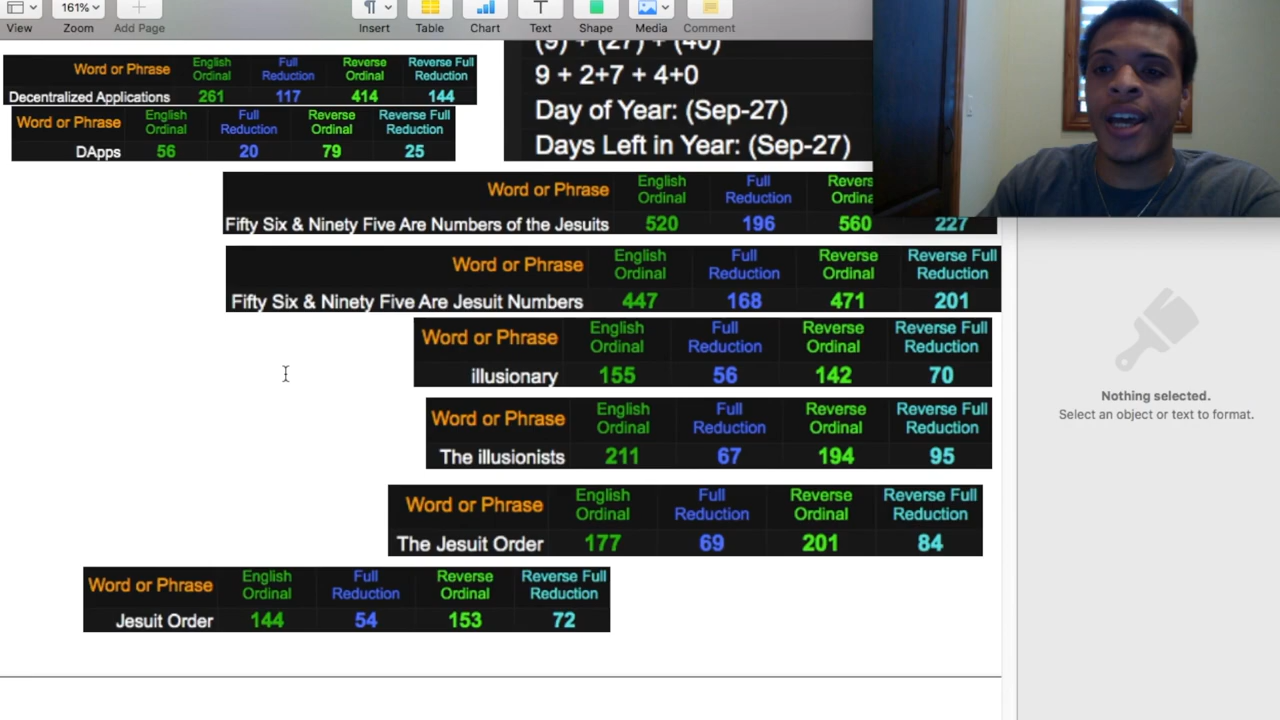 161%
View Zoom Add Page Insert Table Chart Text Shape Media Comment
(9) + (27) + (40)
9 + 2+7 + 4+0
Day of Year: (Sep-27)
Days Left in Year: (Sep-27)
Word or Phrase English Ordinal Full Reduction Reverse Ordinal Reverse Full Reduction
Decentralized Applications 261 117 414 144
Word or Phrase English Ordinal Full Reduction Reverse Ordinal Reverse Full Reduction
DApps 56 20 79 25
Word or Phrase English Ordinal Full Reduction
Fifty Six & Ninety Five Are Numbers of the Jesuits 520 196 560 227
Word or Phrase English Ordinal Full Reduction Reverse Ordinal Reverse Full Reduction
Fifty Six & Ninety Five Are Jesuit Numbers 447 168 471 201
Word or Phrase English Ordinal Full Reduction Reverse Ordinal Reverse Full Reduction
illusionary 155 56 142 70
Word or Phrase English Ordinal Full Reduction Reverse Ordinal Reverse Full Reduction
The illusionists 211 67 194 95
Word or Phrase English Ordinal Full Reduction Reverse Ordinal Reverse Full Reduction
The Jesuit Order 177 69 201 84
Word or Phrase English Ordinal Full Reduction Reverse Ordinal Reverse Full Reduction
Jesuit Order 144 54 153 72
Nothing selected.
Select an object or text to format.